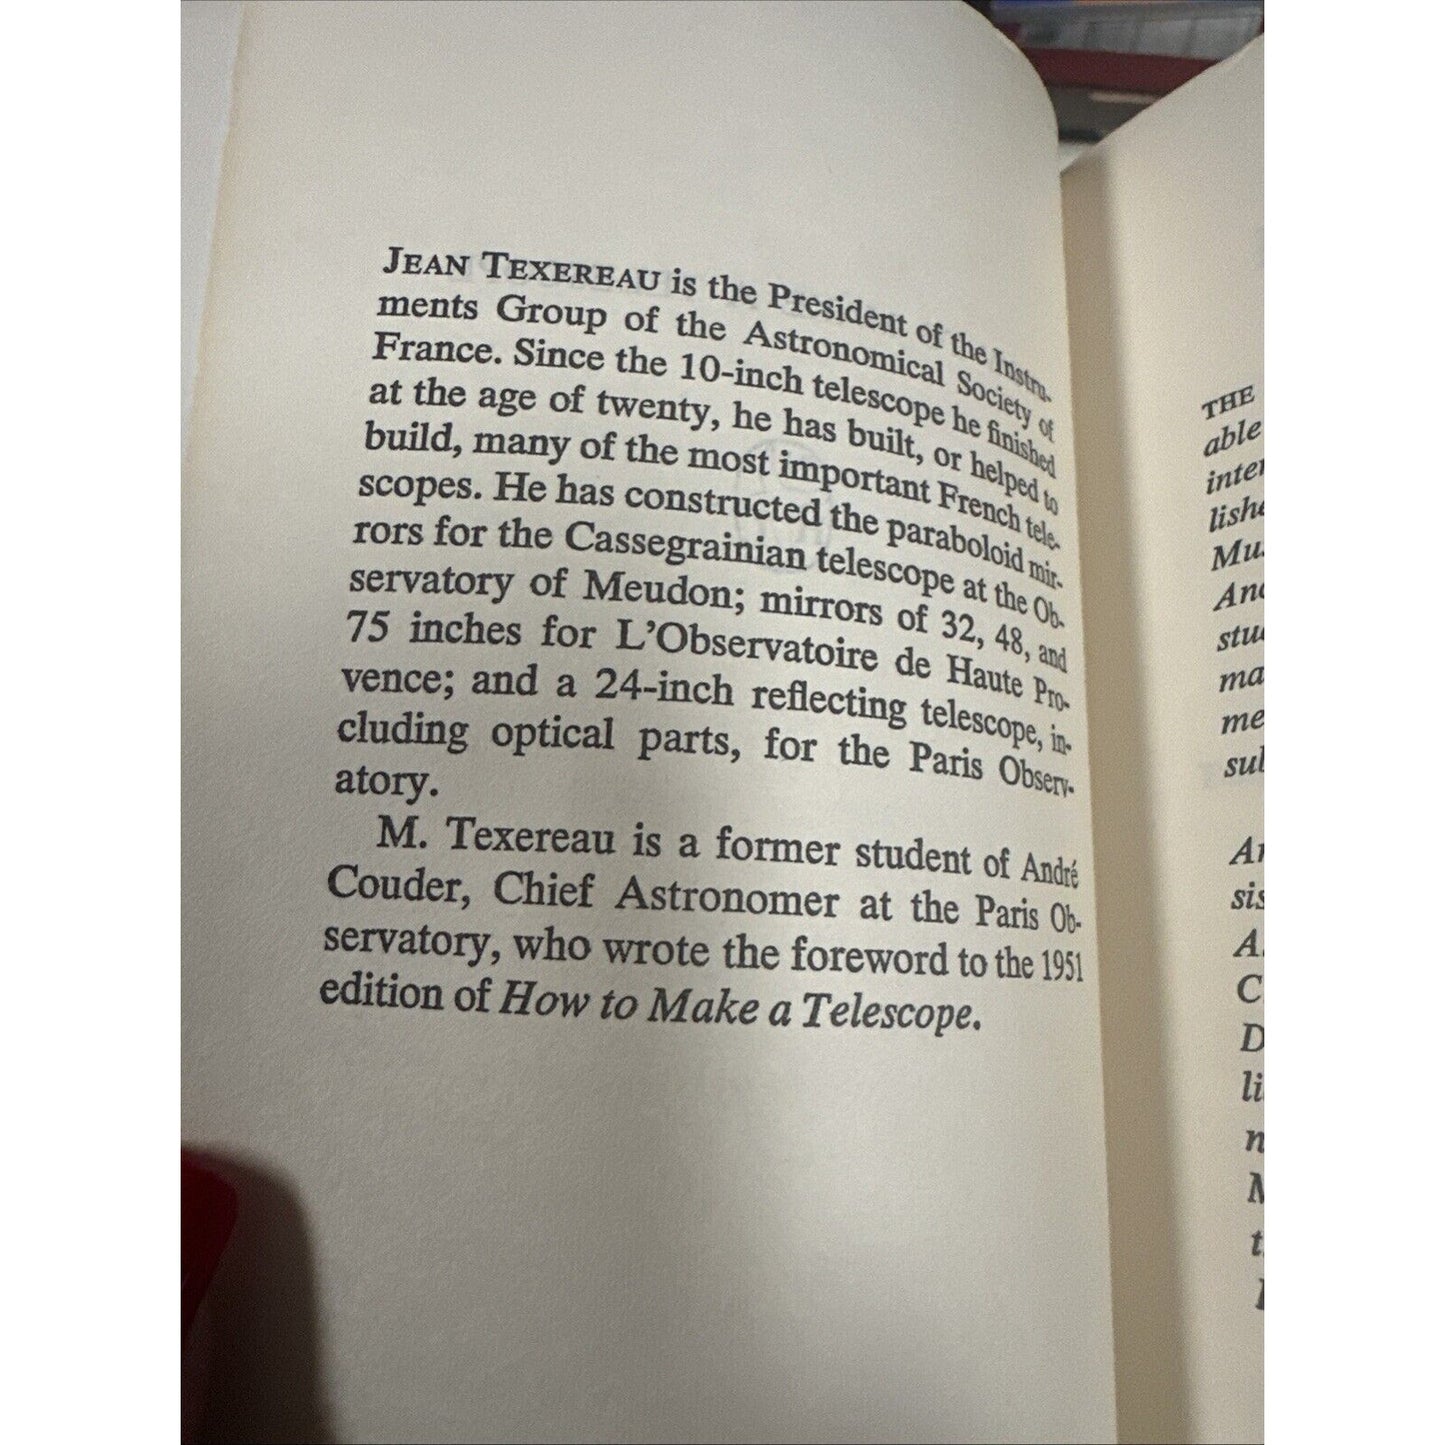 JEAN TEXEREAU is the President of the Instru-
ments Group of the Astronomical Society of
France. Since the 10-inch telescope he finished
at the age of twenty, he has built, or helped to
build, many of the most important French tele-
scopes. He has constructed the paraboloid mir-
rors for the Cassegrainian telescope at the Ob-
servatory of Meudon; mirrors of 32, 48, and
75 inches for L'Observatoire de Haute Pro-
vence; and a 24-inch reflecting telescope, in-
cluding optical parts, for the Paris Observ-
atory.
M. Texereau is a former student of André
Couder, Chief Astronomer at the Paris Ob-
servatory, who wrote the foreword to the 1951
edition of How to Make a Telescope.
THE
able